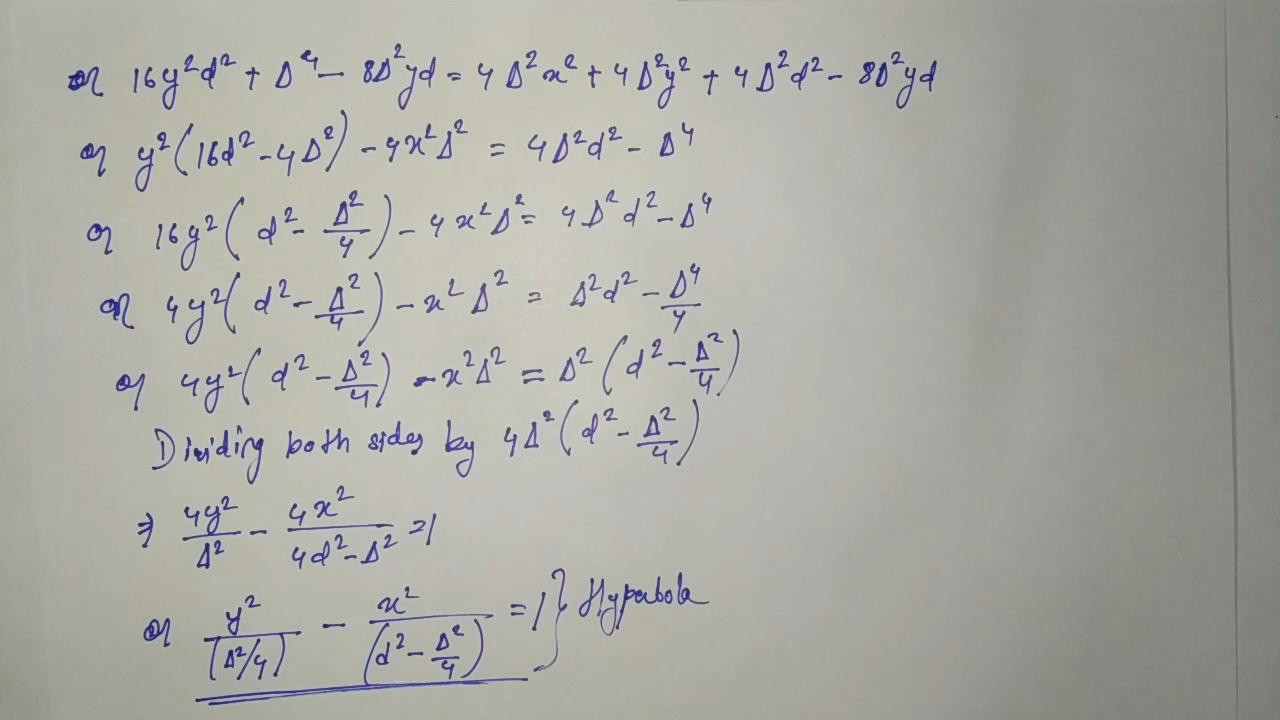 or 16y²d² + Δ⁴ - 8Δ²yd = 4Δ²x² + 4Δ²y² + 4Δ²d² - 8Δ²yd
or y²(16d² - 4Δ²) - 4x²Δ² = 4Δ²d² - Δ⁴
or 16y²(d² - Δ²/4) - 4x²Δ² = 4Δ²d² - Δ⁴
or 4y²(d² - Δ²/4) - x²Δ² = Δ²d² - Δ⁴/4
or 4y²(d² - Δ²/4) - x²Δ² = Δ²(d² - Δ²/4)
Dividing both sides by 4Δ²(d² - Δ²/4)
⇒ 4y²/Δ² - 4x²/(4d² - Δ²) = 1
or y²/(Δ²/4) - x²/(d² - Δ²/4) = 1 } Hyperbola